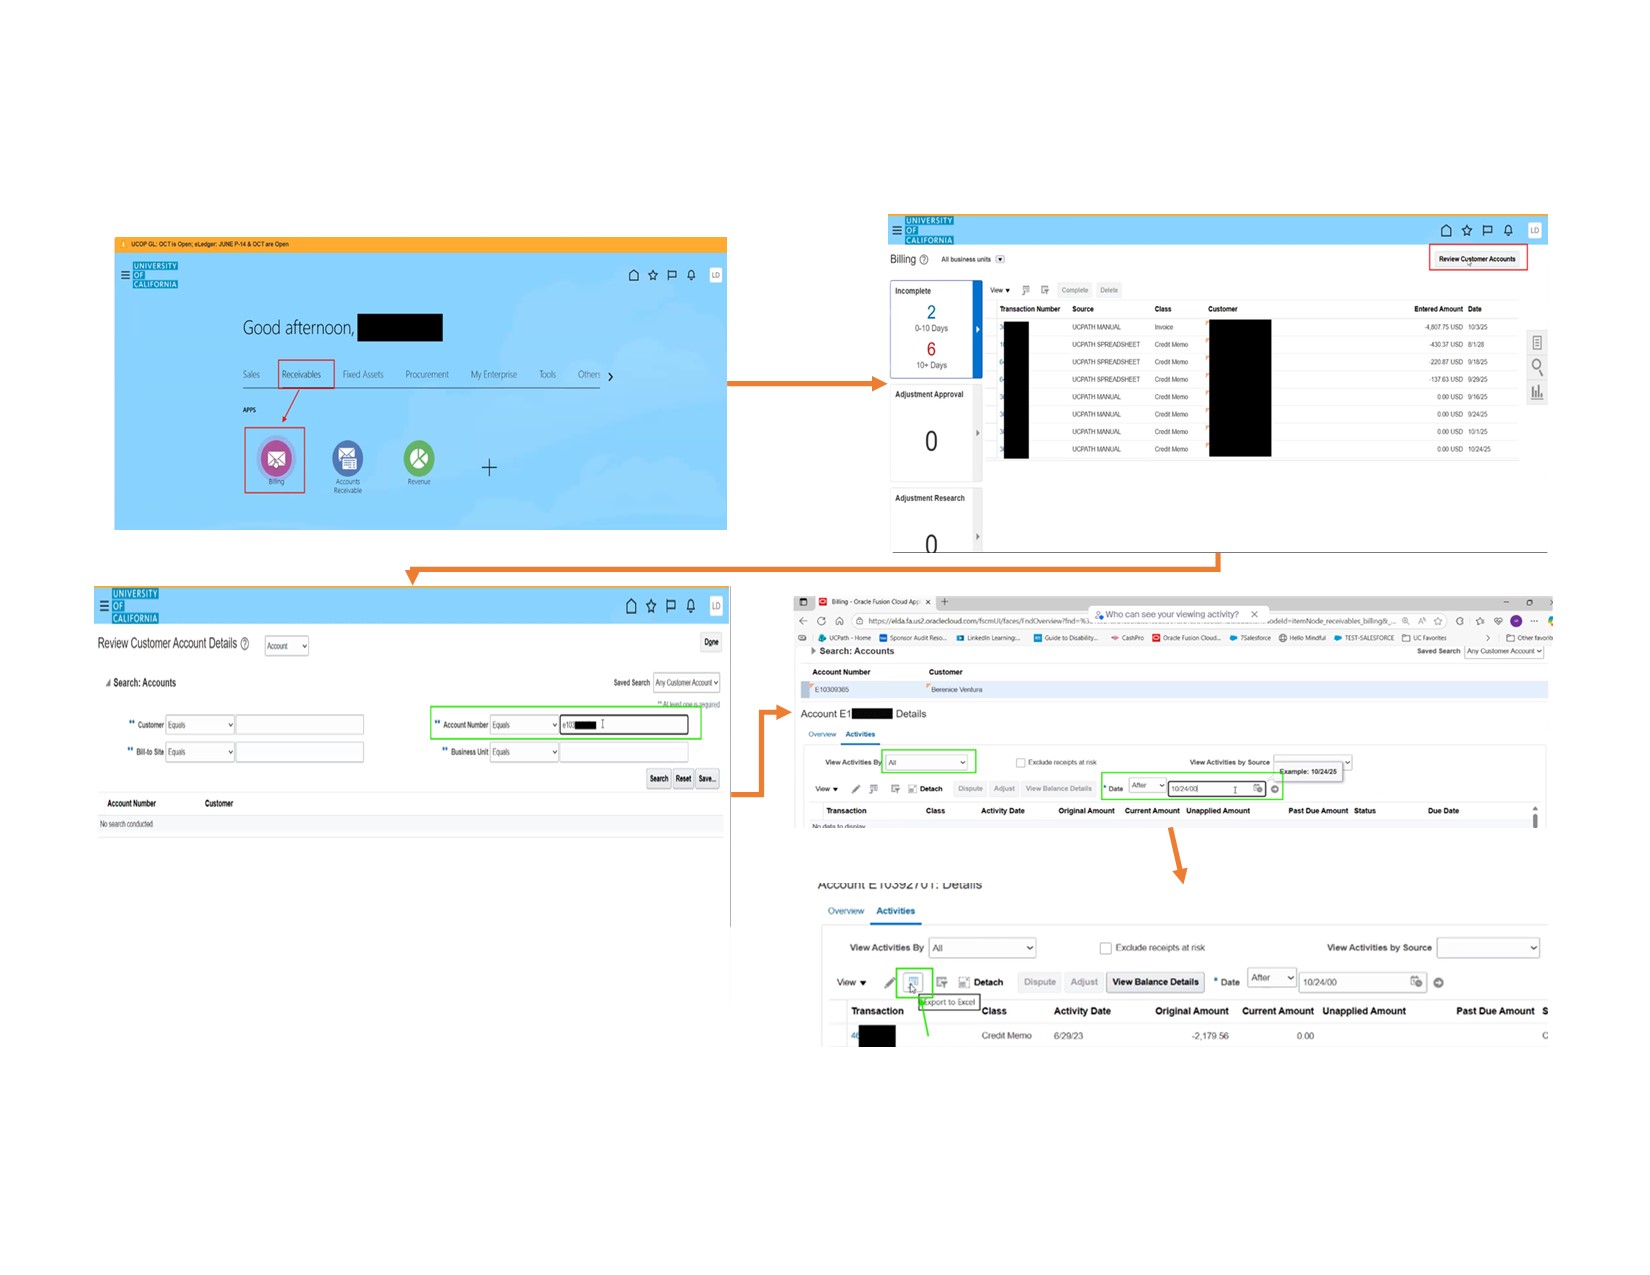 UCOP GL: OCT is Open; eLedger: JUNE P-14 & OCT are Open
UNIVERSITY
OF
CALIFORNIA
LD
Good afternoon,
Sales Receivables Fixed Assets Procurement My Enterprise Tools Others
APPS
Billing Accounts Receivable Revenue
UNIVERSITY
OF
CALIFORNIA
LD
Billing All business units Review Customer Accounts
Incomplete
2
0-10 Days
6
10+ Days
Adjustment Approval
0
Adjustment Research
0
View Complete Delete
Transaction Number Source Class Customer Entered Amount Date
UCPATH MANUAL Invoice -4,807.75 USD 10/3/25
UCPATH SPREADSHEET Credit Memo -430.37 USD 8/1/28
UCPATH SPREADSHEET Credit Memo -220.87 USD 9/18/25
UCPATH SPREADSHEET Credit Memo -137.63 USD 9/29/25
UCPATH MANUAL Credit Memo 0.00 USD 9/16/25
UCPATH MANUAL Credit Memo 0.00 USD 9/24/25
UCPATH MANUAL Credit Memo 0.00 USD 10/1/25
UCPATH MANUAL Credit Memo 0.00 USD 10/24/25
UNIVERSITY
OF
CALIFORNIA
LD
Review Customer Account Details Account Done
Search: Accounts Saved Search Any Customer Account
** At least one is required
** Customer Equals ** Account Number Equals e103
** Bill-to Site Equals ** Business Unit Equals
Search Reset Save...
Account Number Customer
No search conducted.
Billing - Oracle Fusion Cloud App
Who can see your viewing activity?
UCPath - Home Sponsor Audit Reso... LinkedIn Learning:... Guide to Disability... CashPro Oracle Fusion Cloud... 7Salesforce Hello Mindful TEST-SALESFORCE UC Favorites Other favorit
Search: Accounts Saved Search Any Customer Account
Account Number Customer
E10309365 Berenice Ventura
Account E1 Details
Overview Activities
View Activities By All Exclude receipts at risk View Activities by Source
Example: 10/24/25
View Detach Dispute Adjust View Balance Details * Date After 10/24/00
Transaction Class Activity Date Original Amount Current Amount Unapplied Amount Past Due Amount Status Due Date
No data to display
Account E10392701: Details
Overview Activities
View Activities By All Exclude receipts at risk View Activities by Source
View Detach Dispute Adjust View Balance Details * Date After 10/24/00
Export to Excel
Transaction Class Activity Date Original Amount Current Amount Unapplied Amount Past Due Amount S
Credit Memo 6/29/23 -2,179.56 0.00 C